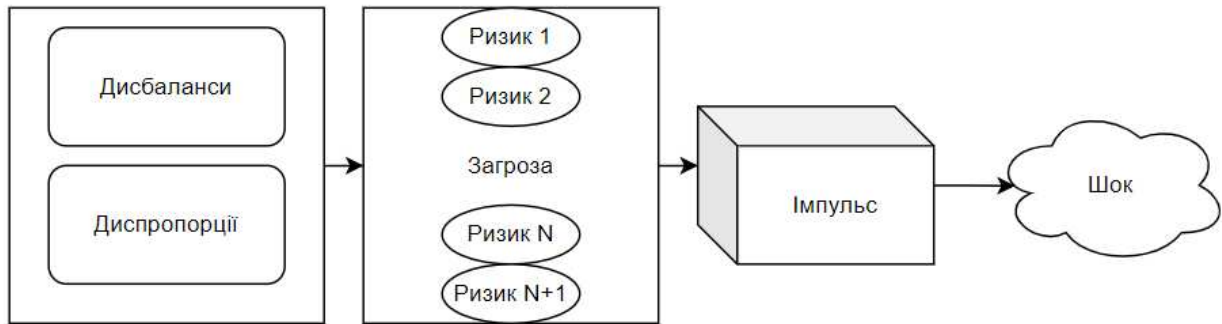 Дисбаланси
Диспропорції
Ризик 1
Ризик 2
Загроза
Ризик N
Ризик N+1
Імпульс
Шок